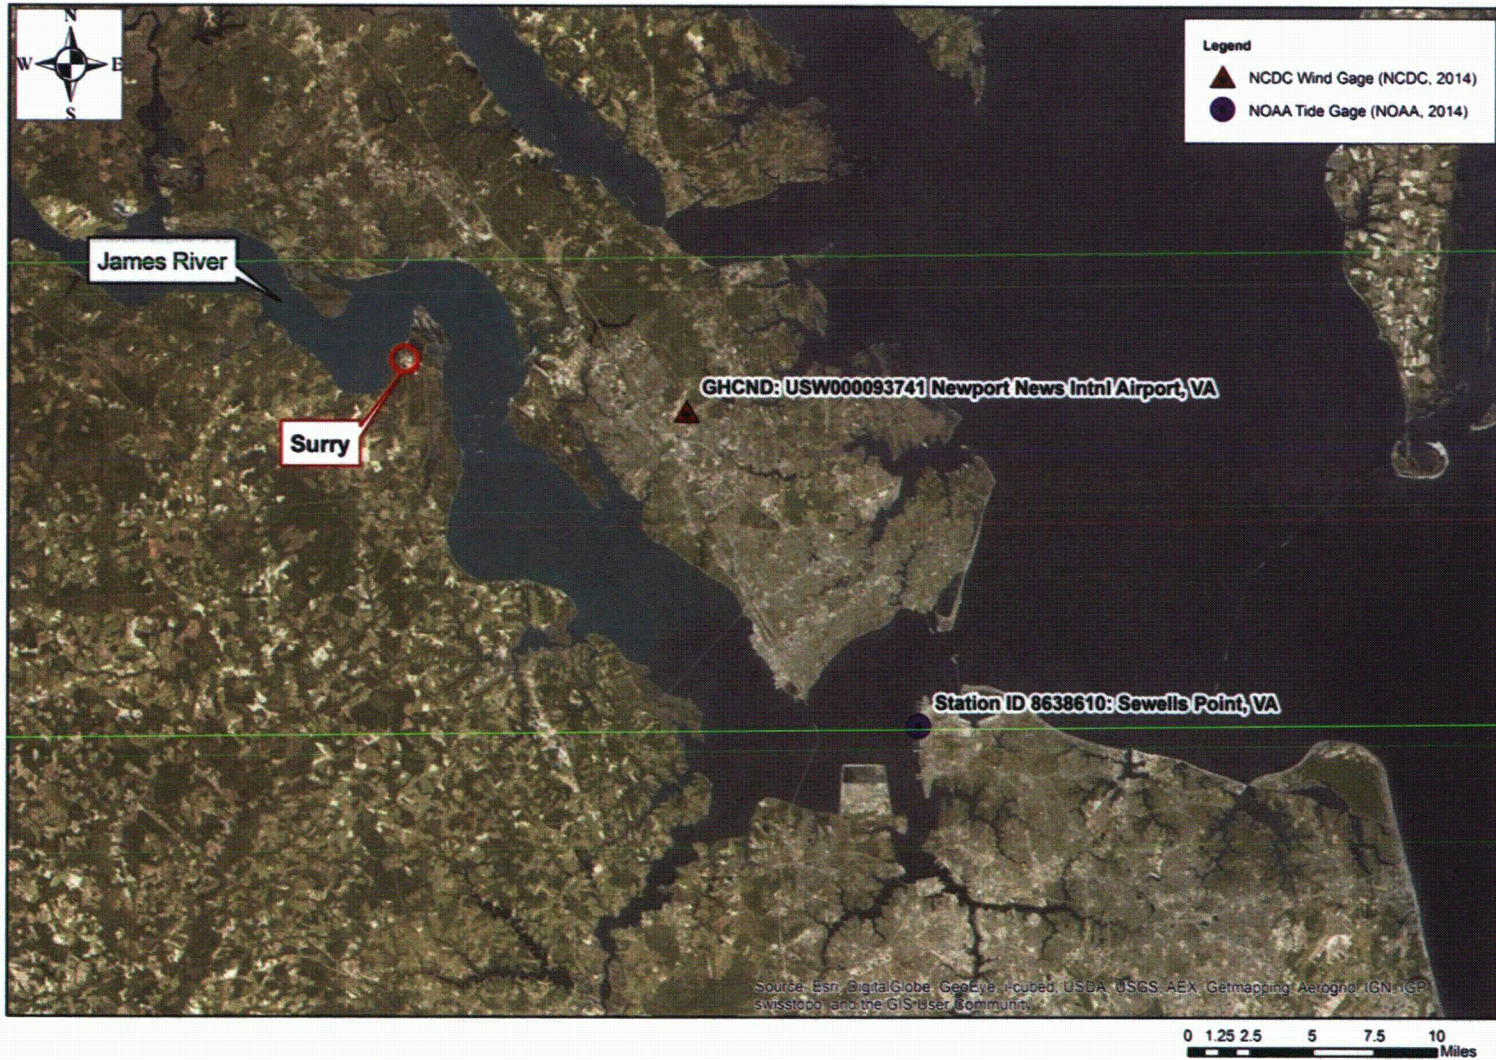 N
W E
S
Legend
NCDC Wind Gage (NCDC, 2014)
NOAA Tide Gage (NOAA, 2014)
James River
GHCND: USW000093741 Newport News Intnl Airport, VA
Surry
Station ID 8638610: Sewells Point, VA
Source: Esri, DigitalGlobe, GeoEye, i-cubed, USDA, USGS, AEX, Getmapping, Aerogrid, IGN, IGP,
swisstopo, and the GIS User Community
0 1.25 2.5 5 7.5 10
Miles